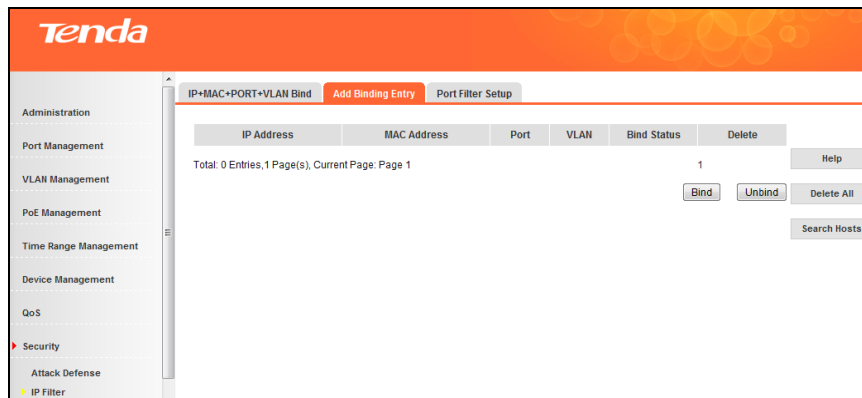 Tenda
IP+MAC+PORT+VLAN Bind Add Binding Entry Port Filter Setup
Administration
Port Management
VLAN Management
PoE Management
Time Range Management
Device Management
QoS
Security
Attack Defense
IP Filter
IP Address MAC Address Port VLAN Bind Status Delete
Total: 0 Entries,1 Page(s), Current Page: Page 1 1
Bind Unbind
Help
Delete All
Search Hosts